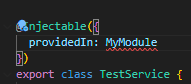 njectable({
providedIn: MyModule
})
export class TestService {